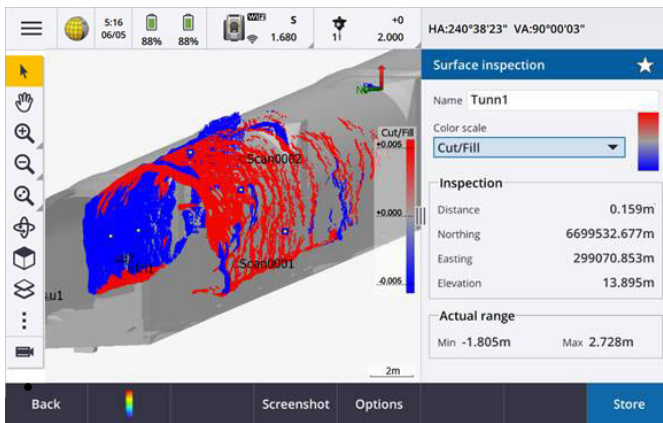 5:16
06/05
88%
88%
S
1.680
+0
11
2.000
HA:240°38'23" VA:90°00'03"
Surface inspection
Name Tunn1
Color scale
Cut/Fill
Inspection
Distance 0.159m
Northing 6699532.677m
Easting 299070.853m
Elevation 13.895m
Actual range
Min -1.805m Max 2.728m
N
Cut/Fill
+0.005
+0.000
-0.005
Scan0002
Scan0001
u1
2m
Back
Screenshot
Options
Store